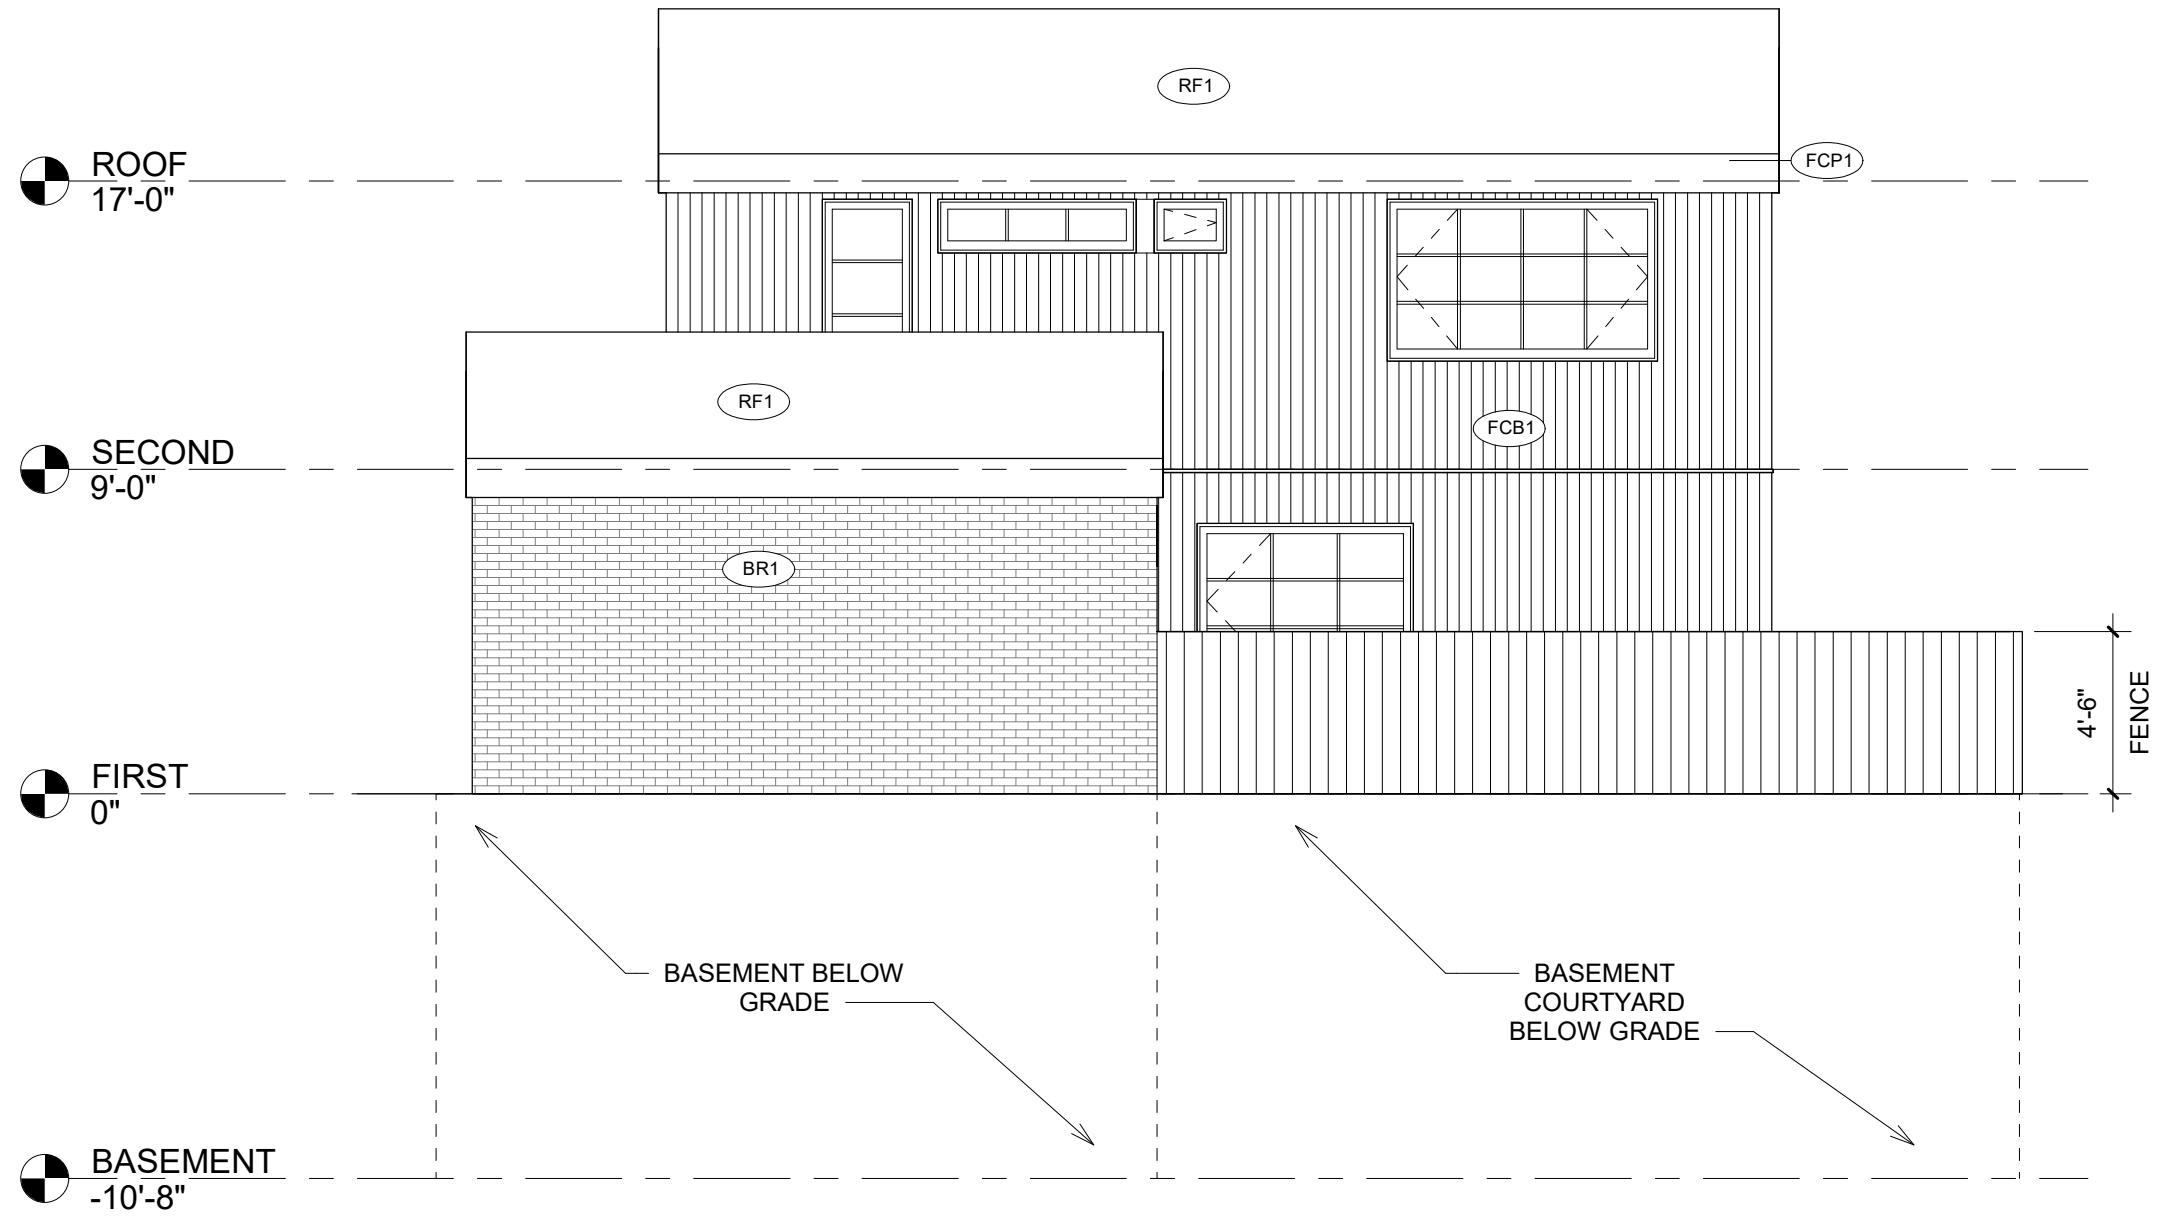 RF1
FCP1
ROOF
17'-0"
RF1
FCB1
SECOND
9'-0"
BR1
4'-6"
FENCE
FIRST
0"
BASEMENT BELOW
GRADE
BASEMENT
COURTYARD
BELOW GRADE
BASEMENT
-10'-8"